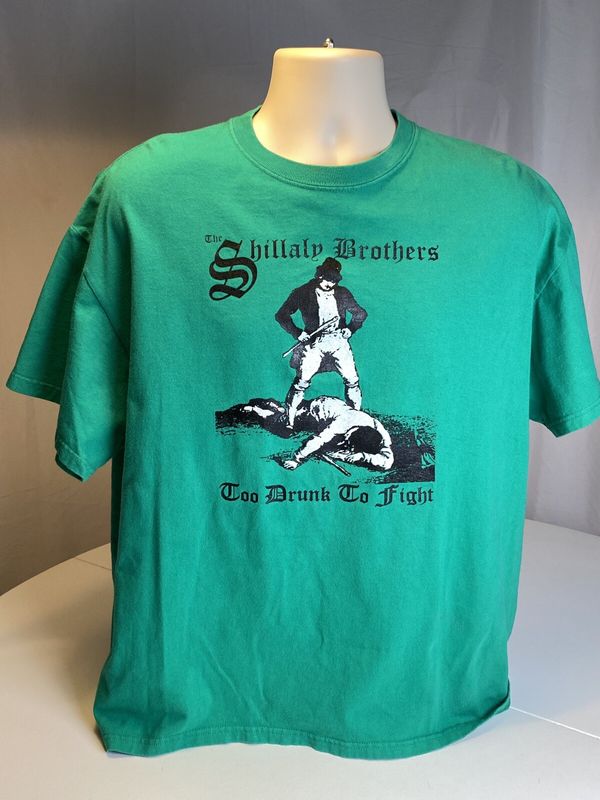 The Shillaly Brothers
Too Drunk To Fight